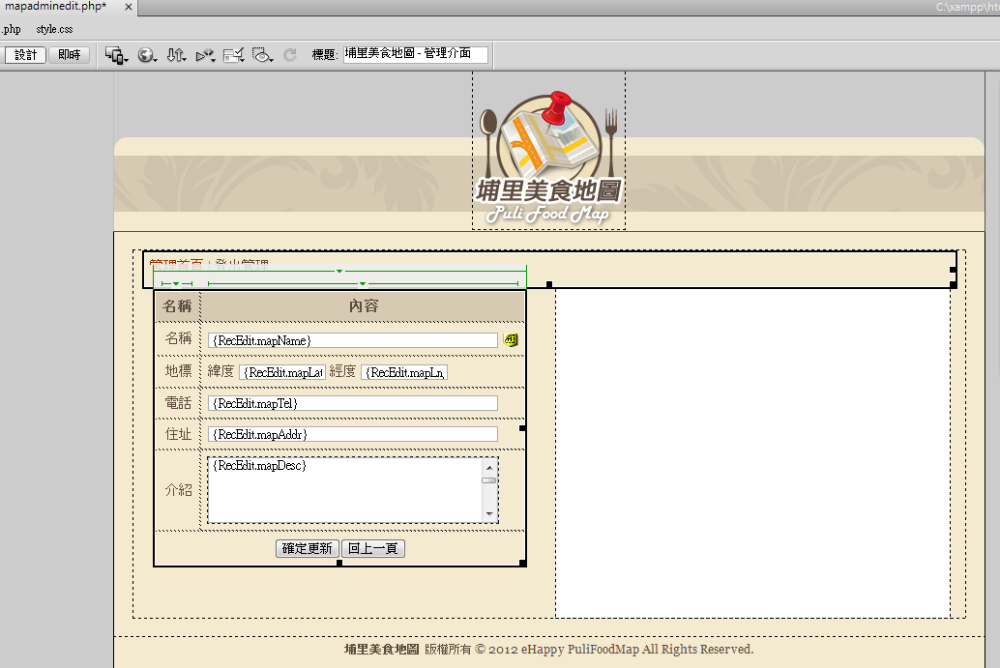 mapadminedit.php* ×
C:\xampp\ht
.php style.css
設計 即時 標題: 埔里美食地圖 - 管理介面
埔里美食地圖
Puli Food Map
管理首頁 | 登出管理
名稱 內容
名稱 {RecEdit.mapName}
地標 緯度 {RecEdit.mapLat 經度 {RecEdit.mapLn
電話 {RecEdit.mapTel}
住址 {RecEdit.mapAddr}
介紹 {RecEdit.mapDesc}
確定更新 回上一頁
埔里美食地圖 版權所有 © 2012 eHappy PuliFoodMap All Rights Reserved.